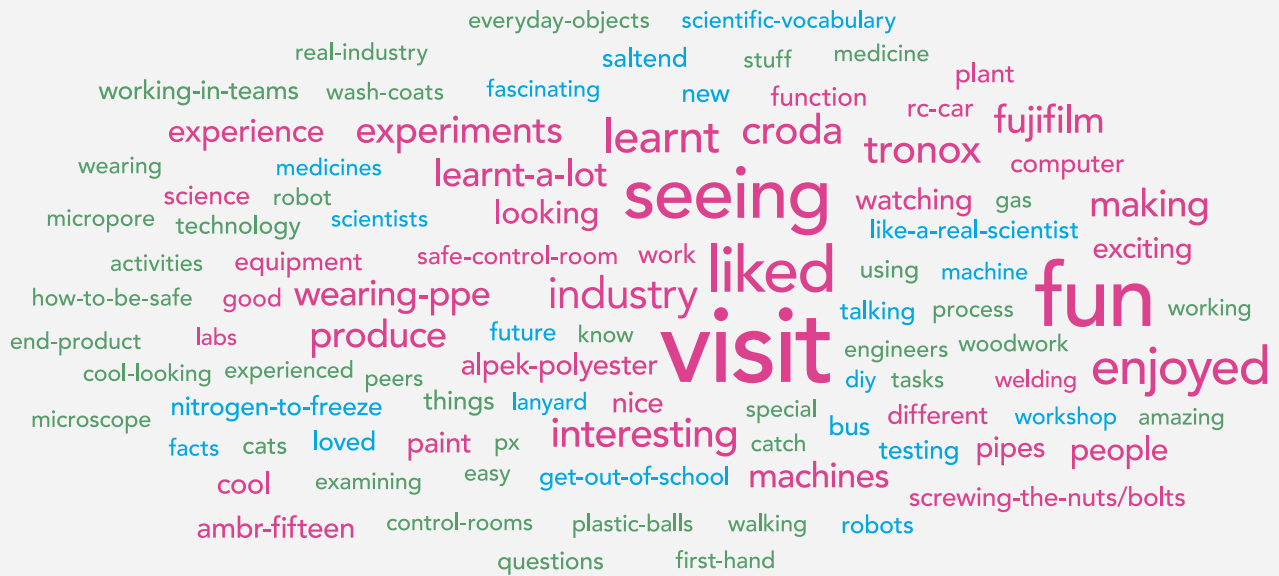 everyday-objects scientific-vocabulary
real-industry saltend stuff medicine
working-in-teams wash-coats fascinating new function plant
experience experiments learnt croda rc-car fujifilm
tronox computer
wearing medicines learnt-a-lot seeing
science robot looking watching gas making
micropore technology scientists like-a-real-scientist exciting
activities equipment safe-control-room work liked using machine fun
how-to-be-safe good wearing-ppe industry talking process working
end-product labs produce future know visit engineers woodwork
cool-looking experienced peers alpek-polyester diy tasks welding enjoyed
microscope nitrogen-to-freeze things lanyard nice special bus different workshop amazing
facts cats loved paint px interesting catch testing pipes people
cool examining easy get-out-of-school machines screwing-the-nuts/bolts
ambr-fifteen control-rooms plastic-balls walking robots
questions first-hand